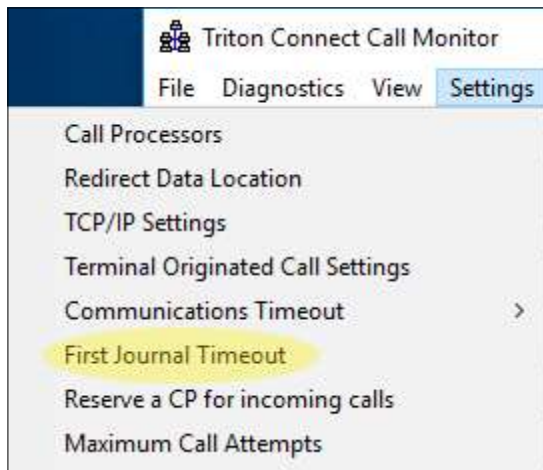 Triton Connect Call Monitor
File Diagnostics View Settings
Call Processors
Redirect Data Location
TCP/IP Settings
Terminal Originated Call Settings
Communications Timeout >
First Journal Timeout
Reserve a CP for incoming calls
Maximum Call Attempts